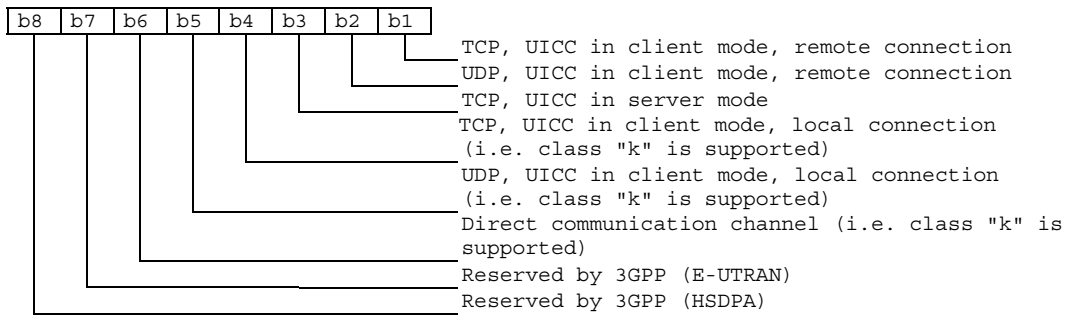 b8 b7 b6 b5 b4 b3 b2 b1
TCP, UICC in client mode, remote connection
UDP, UICC in client mode, remote connection
TCP, UICC in server mode
TCP, UICC in client mode, local connection
(i.e. class "k" is supported)
UDP, UICC in client mode, local connection
(i.e. class "k" is supported)
Direct communication channel (i.e. class "k" is
supported)
Reserved by 3GPP (E-UTRAN)
Reserved by 3GPP (HSDPA)